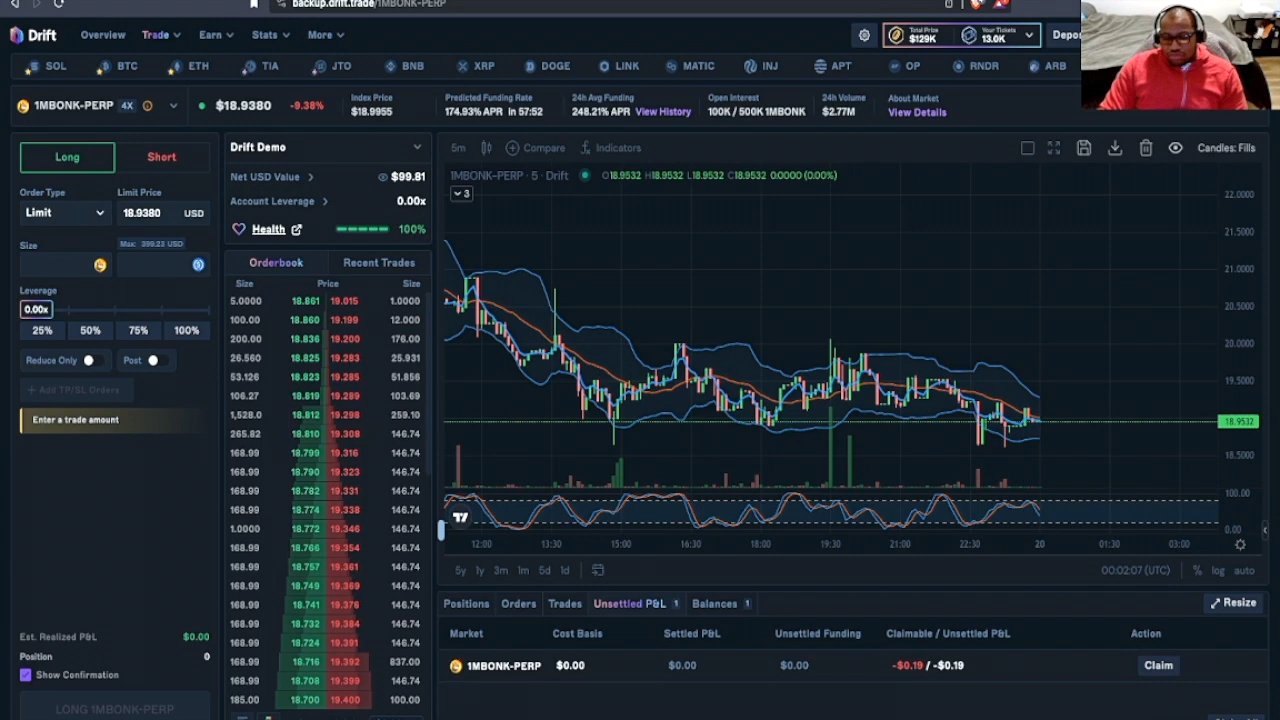 backup.drift.trade/1MBONK-PERP
Drift Overview Trade Earn Stats More Total Prize $129K Your Tickets 13.0K Depo
SOL BTC ETH TIA JTO BNB XRP DOGE LINK MATIC INJ APT OP RNDR ARB
1MBONK-PERP 4X $18.9380 -9.38%
Index Price $18.9955
Predicted Funding Rate 174.93% APR in 57:52
24h Avg Funding 248.21% APR View History
Open Interest 100K / 500K 1MBONK
24h Volume $2.77M
About Market View Details
Long Short
Order Type Limit Price
Limit 18.9380 USD
Size Max: 399.23 USD
Leverage
0.00x
25% 50% 75% 100%
Reduce Only Post
+ Add TP/SL Orders
Enter a trade amount
Est. Realized P&L $0.00
Position 0
Show Confirmation
LONG 1MBONK-PERP
Drift Demo
Net USD Value $99.81
Account Leverage 0.00x
Health 100%
Orderbook Recent Trades
Size Price Size
5.0000 18.861 19.015 1.0000
100.00 18.860 19.199 12.000
200.00 18.836 19.200 176.00
26.560 18.825 19.283 25.931
53.126 18.823 19.285 51.856
106.27 18.819 19.289 103.69
1,528.0 18.812 19.298 259.10
265.82 18.810 19.308 146.74
168.99 18.799 19.316 146.74
168.99 18.790 19.323 146.74
168.99 18.782 19.331 146.74
168.99 18.774 19.338 146.74
1.0000 18.772 19.346 146.74
168.99 18.766 19.354 146.74
168.99 18.757 19.361 146.74
168.99 18.749 19.369 146.74
168.99 18.741 19.376 146.74
168.99 18.732 19.384 146.74
168.99 18.724 19.391 146.74
168.99 18.716 19.392 837.00
168.99 18.708 19.399 146.74
185.00 18.700 19.400 100.00
5m Compare Indicators Candles: Fills
1MBONK-PERP · 5 · Drift O18.9532 H18.9532 L18.9532 C18.9532 0.0000 (0.00%)
3
22.0000
21.5000
21.0000
20.5000
20.0000
19.5000
18.9532
18.5000
100.00
0.00
12:00 13:30 15:00 16:30 18:00 19:30 21:00 22:30 20 01:30 03:00
5y 1y 3m 1m 5d 1d 00:02:07 (UTC) % log auto
Positions Orders Trades Unsettled P&L 1 Balances 1 Resize
Market Cost Basis Settled P&L Unsettled Funding Claimable / Unsettled P&L Action
1MBONK-PERP $0.00 $0.00 $0.00 -$0.19 / -$0.19 Claim